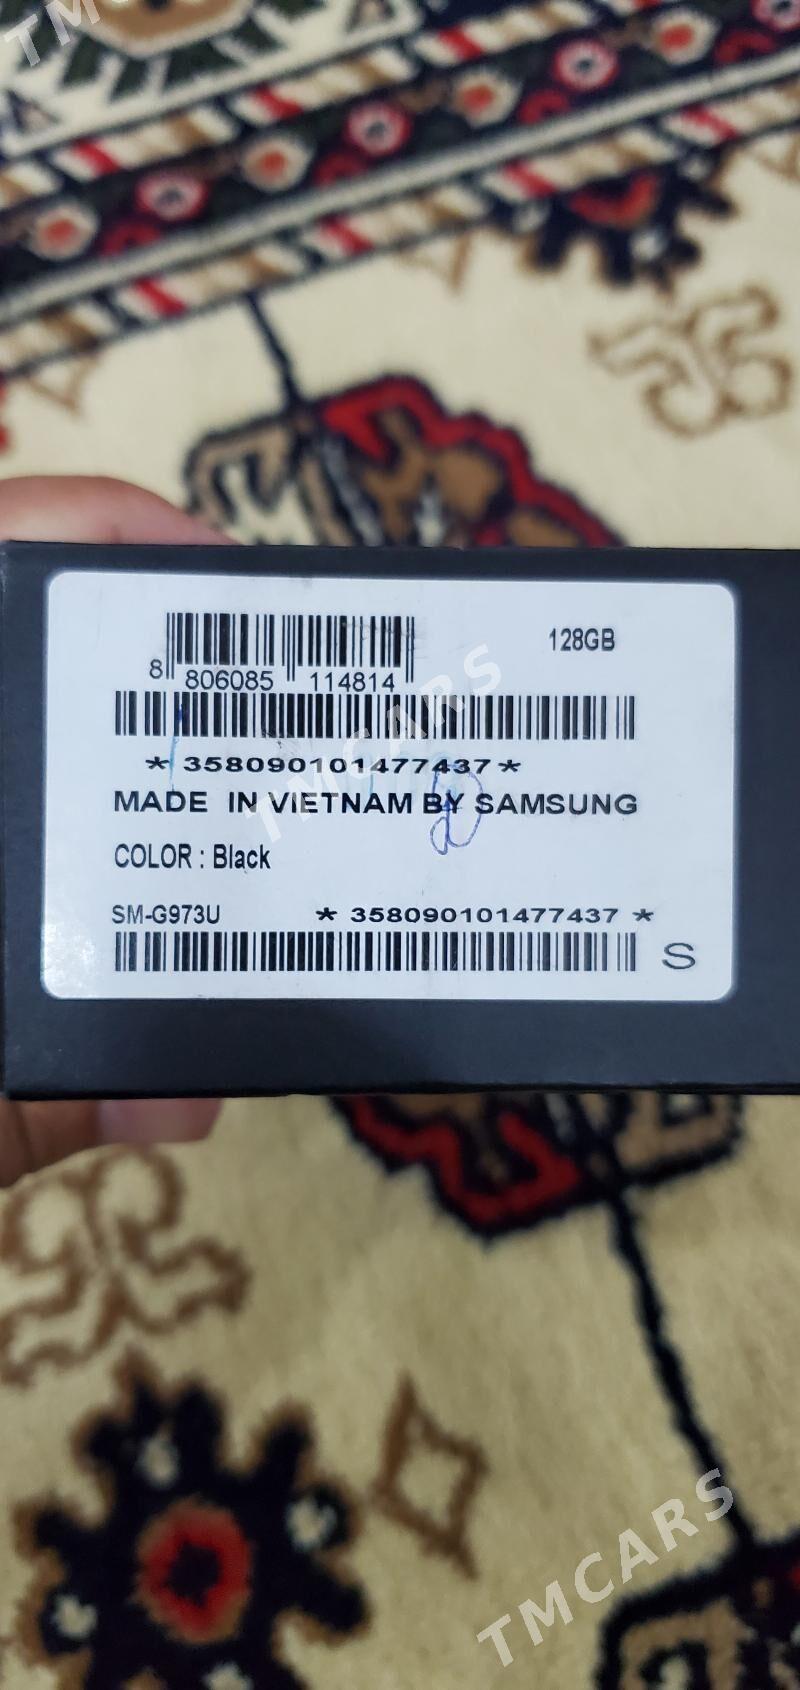 TM
128GB
8 806085 114814
TMCARS
* 358090101477437 *
MADE IN VIETNAM BY SAMSUNG
COLOR : Black
SM-G973U * 358090101477437 *
S
TMCARS